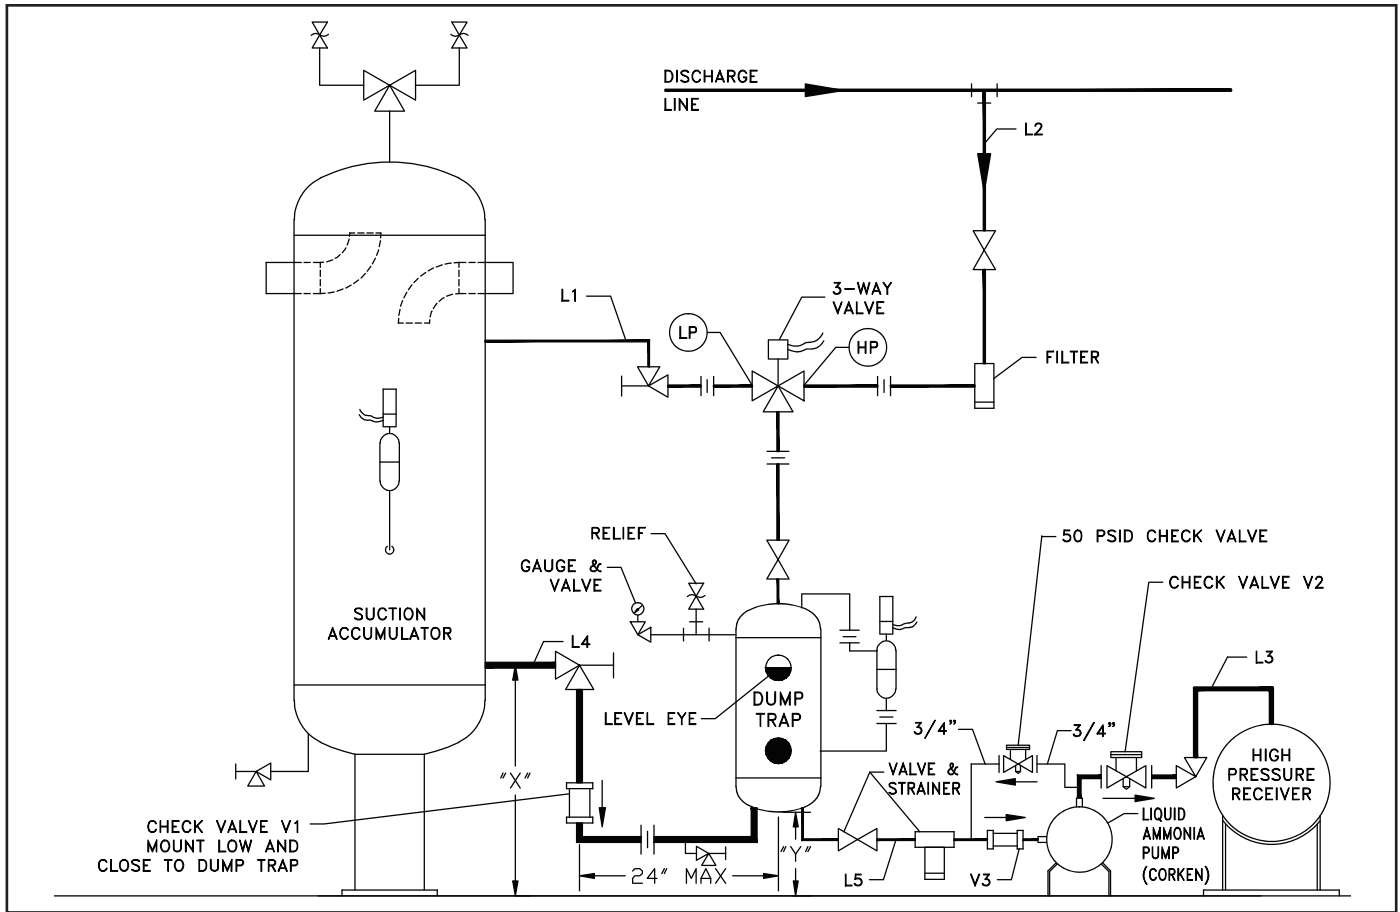 DISCHARGE
LINE
L2
3-WAY
VALVE
L1
LP
HP
FILTER
RELIEF
GAUGE &
VALVE
50 PSID CHECK VALVE
CHECK VALVE V2
SUCTION
ACCUMULATOR
L4
L3
LEVEL EYE
DUMP
TRAP
3/4"
3/4"
"X"
VALVE &
STRAINER
HIGH
PRESSURE
RECEIVER
CHECK VALVE V1
MOUNT LOW AND
CLOSE TO DUMP TRAP
LIQUID
AMMONIA
PUMP
(CORKEN)
"Y"
24" MAX
L5
V3